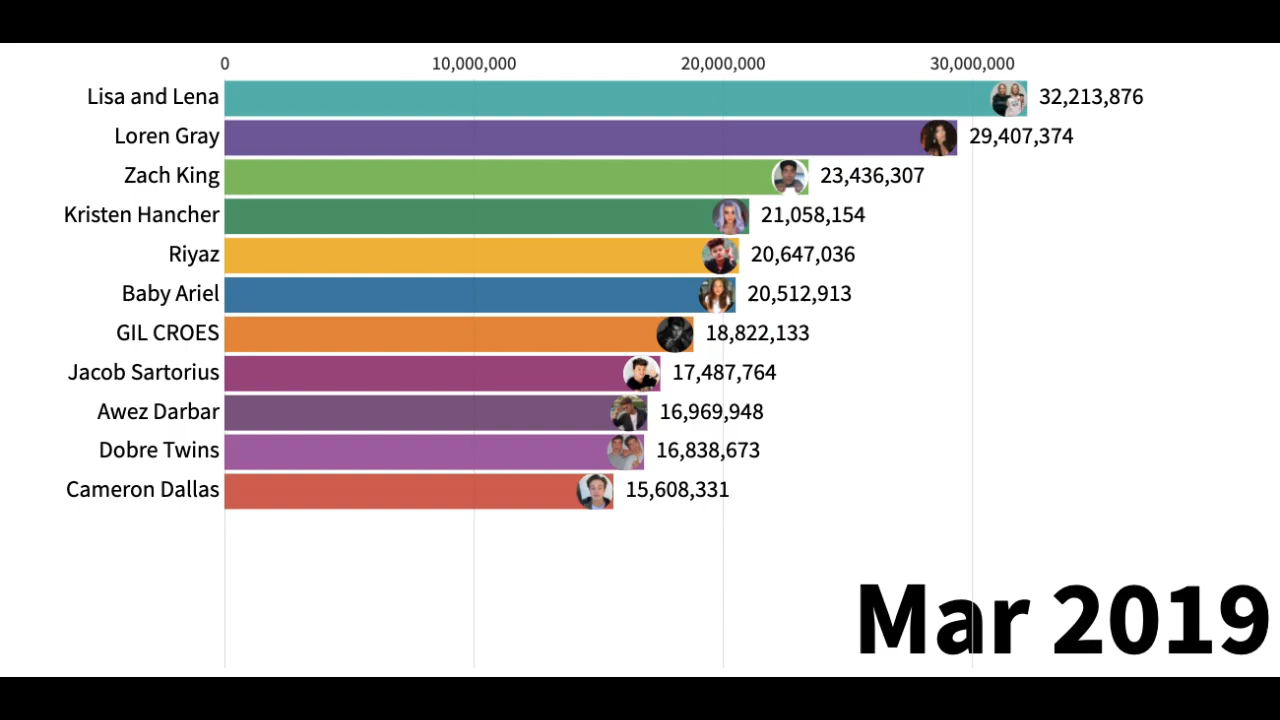 0 10,000,000 20,000,000 30,000,000
Lisa and Lena 32,213,876
Loren Gray 29,407,374
Zach King 23,436,307
Kristen Hancher 21,058,154
Riyaz 20,647,036
Baby Ariel 20,512,913
GIL CROES 18,822,133
Jacob Sartorius 17,487,764
Awez Darbar 16,969,948
Dobre Twins 16,838,673
Cameron Dallas 15,608,331
Mar 2019